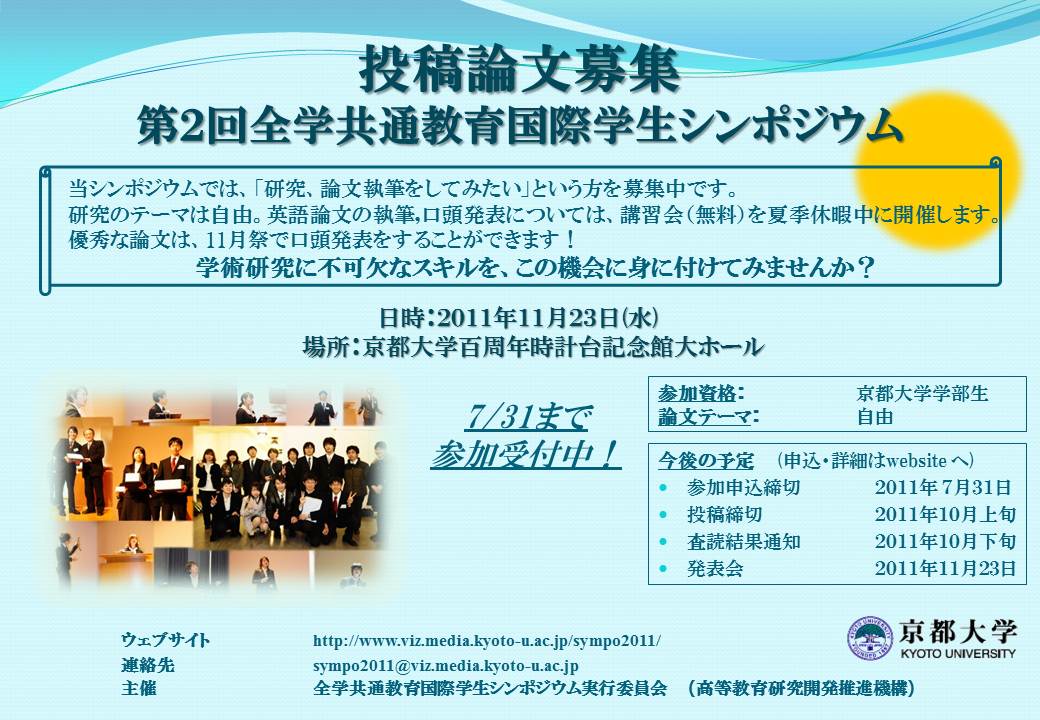 投稿論文募集
第2回全学共通教育国際学生シンポジウム
当シンポジウムでは、「研究、論文執筆をしてみたい」という方を募集中です。
研究のテーマは自由。英語論文の執筆，口頭発表については、講習会（無料）を夏季休暇中に開催します。
優秀な論文は、11月祭で口頭発表をすることができます！
学術研究に不可欠なスキルを、この機会に身に付けてみませんか？
日時：2011年11月23日(水)
場所：京都大学百周年時計台記念館大ホール
7/31まで
参加受付中！
参加資格： 京都大学学部生
論文テーマ： 自由
今後の予定 （申込・詳細はwebsiteへ）
• 参加申込締切 2011年7月31日
• 投稿締切 2011年10月上旬
• 査読結果通知 2011年10月下旬
• 発表会 2011年11月23日
京都大学
KYOTO UNIVERSITY
ウェブサイト http://www.viz.media.kyoto-u.ac.jp/sympo2011/
連絡先 sympo2011@viz.media.kyoto-u.ac.jp
主催 全学共通教育国際学生シンポジウム実行委員会 （高等教育研究開発推進機構）